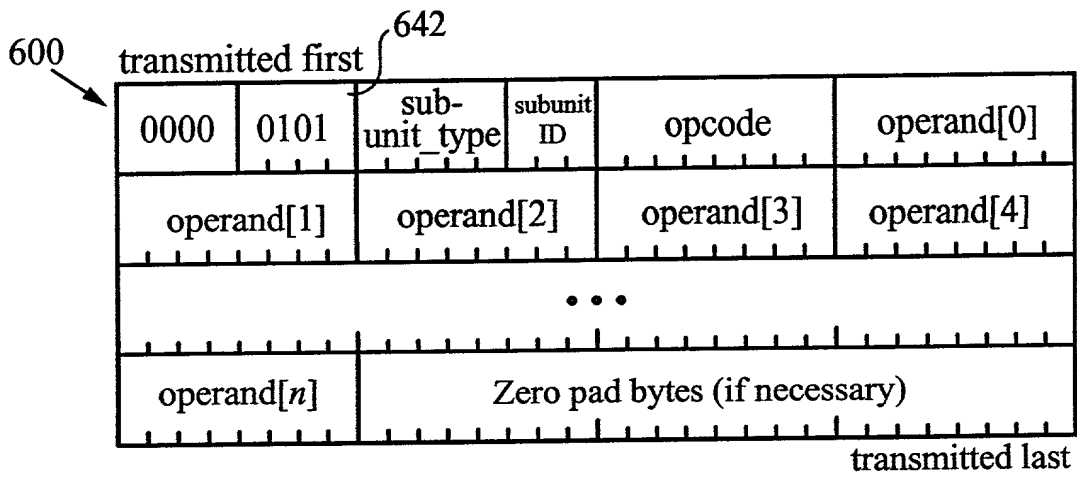 642
600
transmitted first
0000 0101 sub-unit_type subunit ID opcode operand[0]
operand[1] operand[2] operand[3] operand[4]
• • •
operand[n] Zero pad bytes (if necessary)
transmitted last